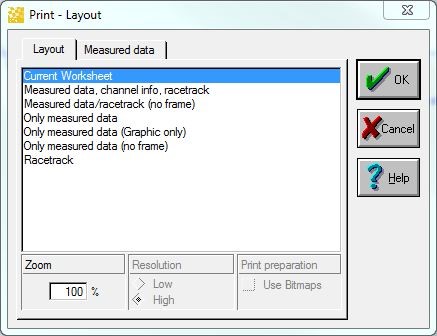 Print - Layout
Layout
Measured data
Current Worksheet
Measured data, channel info, racetrack
Measured data/racetrack (no frame)
Only measured data
Only measured data (Graphic only)
Only measured data (no frame)
Racetrack
OK
Cancel
Help
Zoom
100 %
Resolution
Low
High
Print preparation
Use Bitmaps